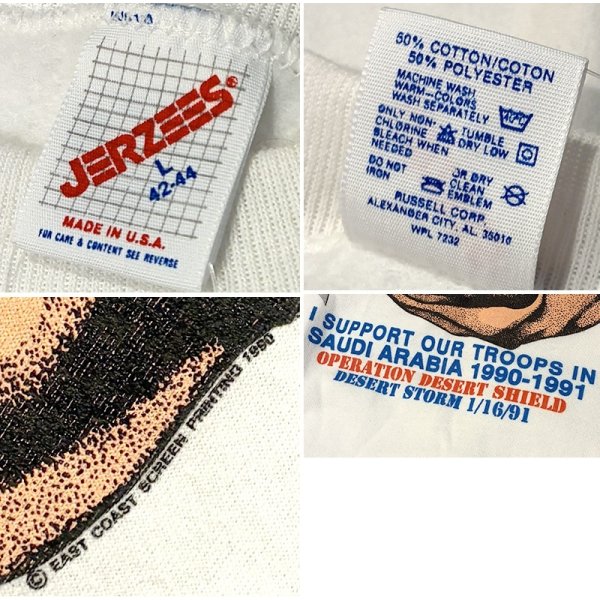 JERZEES®
L
42-44
MADE IN U.S.A.
FOR CARE & CONTENT SEE REVERSE
50% COTTON/COTON
50% POLYESTER
MACHINE WASH
WARM-COLORS
WASH SEPARATELY
ONLY NON- TUMBLE
CHLORINE DRY LOW
BLEACH WHEN
NEEDED
DO NOT OR DRY
IRON CLEAN
EMBLEM
RUSSELL CORP.
ALEXANDER CITY, AL 35010
WPL 7232
© EAST COAST SCREEN PRINTING 1990
I SUPPORT OUR TROOPS IN
SAUDI ARABIA 1990-1991
OPERATION DESERT SHIELD
DESERT STORM 1/16/91